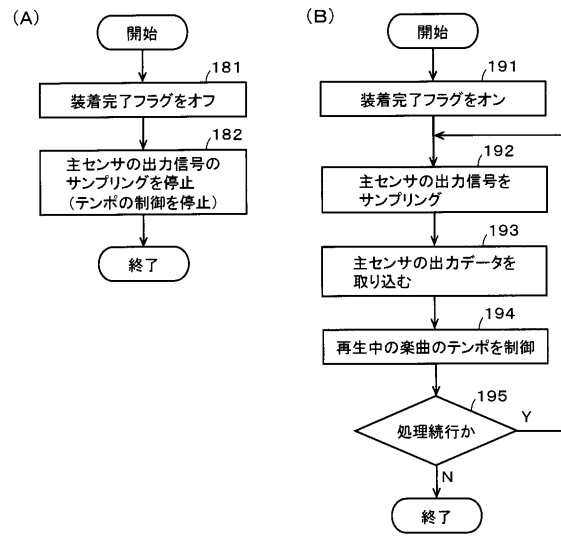 (A)
開始
181
装着完了フラグをオフ
182
主センサの出力信号の
サンプリングを停止
(テンポの制御を停止)
終了
(B)
開始
191
装着完了フラグをオン
192
主センサの出力信号を
サンプリング
193
主センサの出力データを
取り込む
194
再生中の楽曲のテンポを制御
195
処理続行か
Y
N
終了